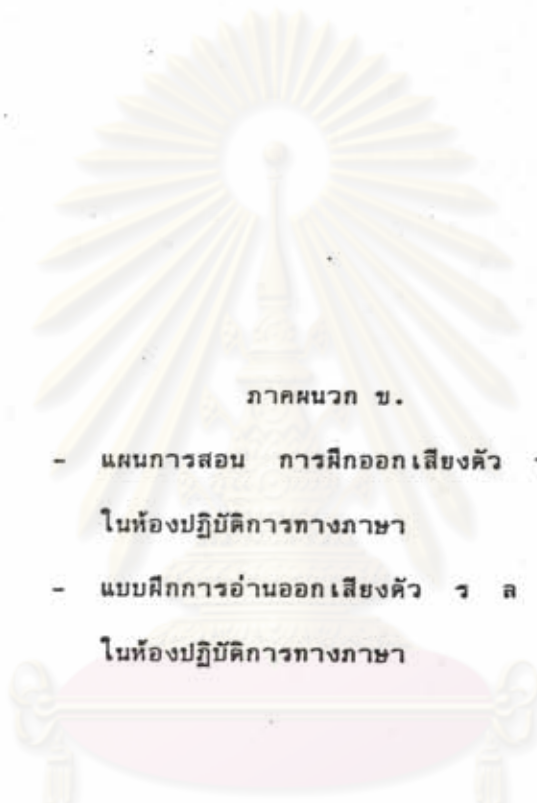 ภาคผนวก ข.
- แผนการสอน การฝึกออกเสียงตัว
ในห้องปฏิบัติการทางภาษา
- แบบฝึกการอ่านออกเสียงตัว ร ล
ในห้องปฏิบัติการทางภาษา